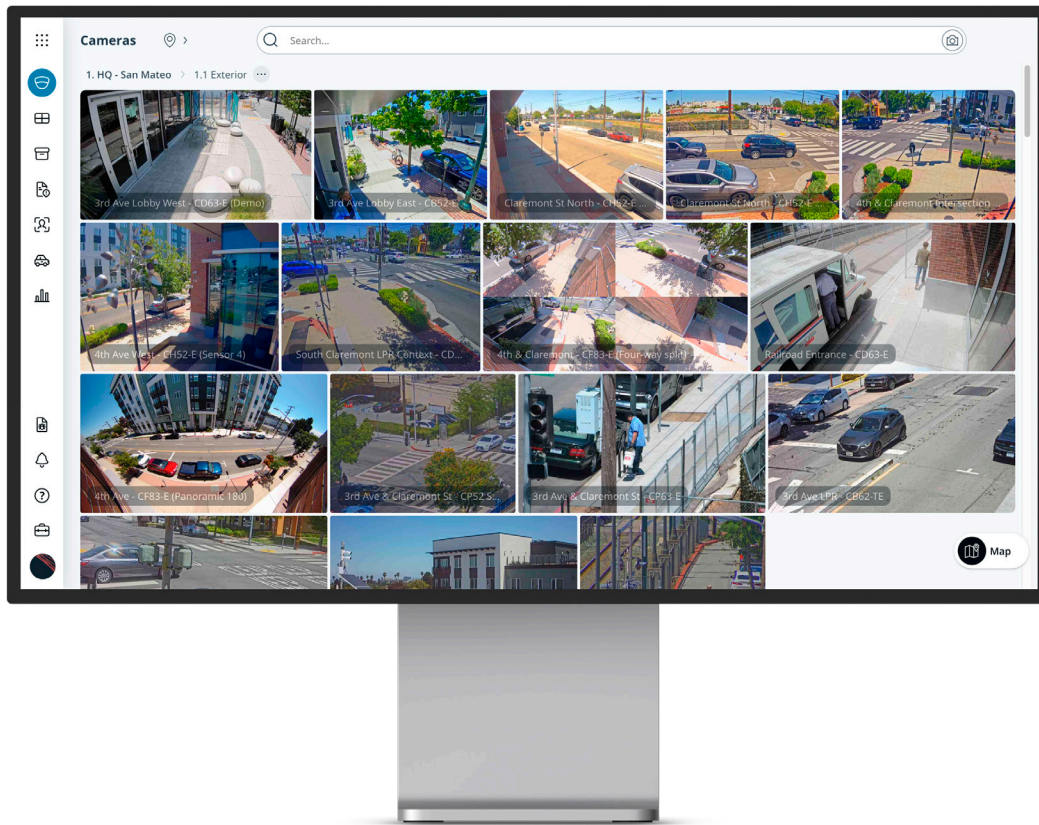 Cameras
Search...
1. HQ - San Mateo > 1.1 Exterior ...
3rd Ave Lobby West - CD63-E (Demo)
3rd Ave Lobby East - CB52-E
Claremont St North - CH52-E ...
Claremont St North - CH52-E
4th & Claremont Intersection
4th Ave West - CH52-E (Sensor 4)
South Claremont LPR Context - CD...
4th & Claremont - CF83-E (Four-way split)
Railroad Entrance - CD63-E
4th Ave - CF83-E (Panoramic 180)
3rd Ave & Claremont St - CP52 S...
3rd Ave & Claremont St - CP63-E
3rd Ave LPR - CB62-TE
Map